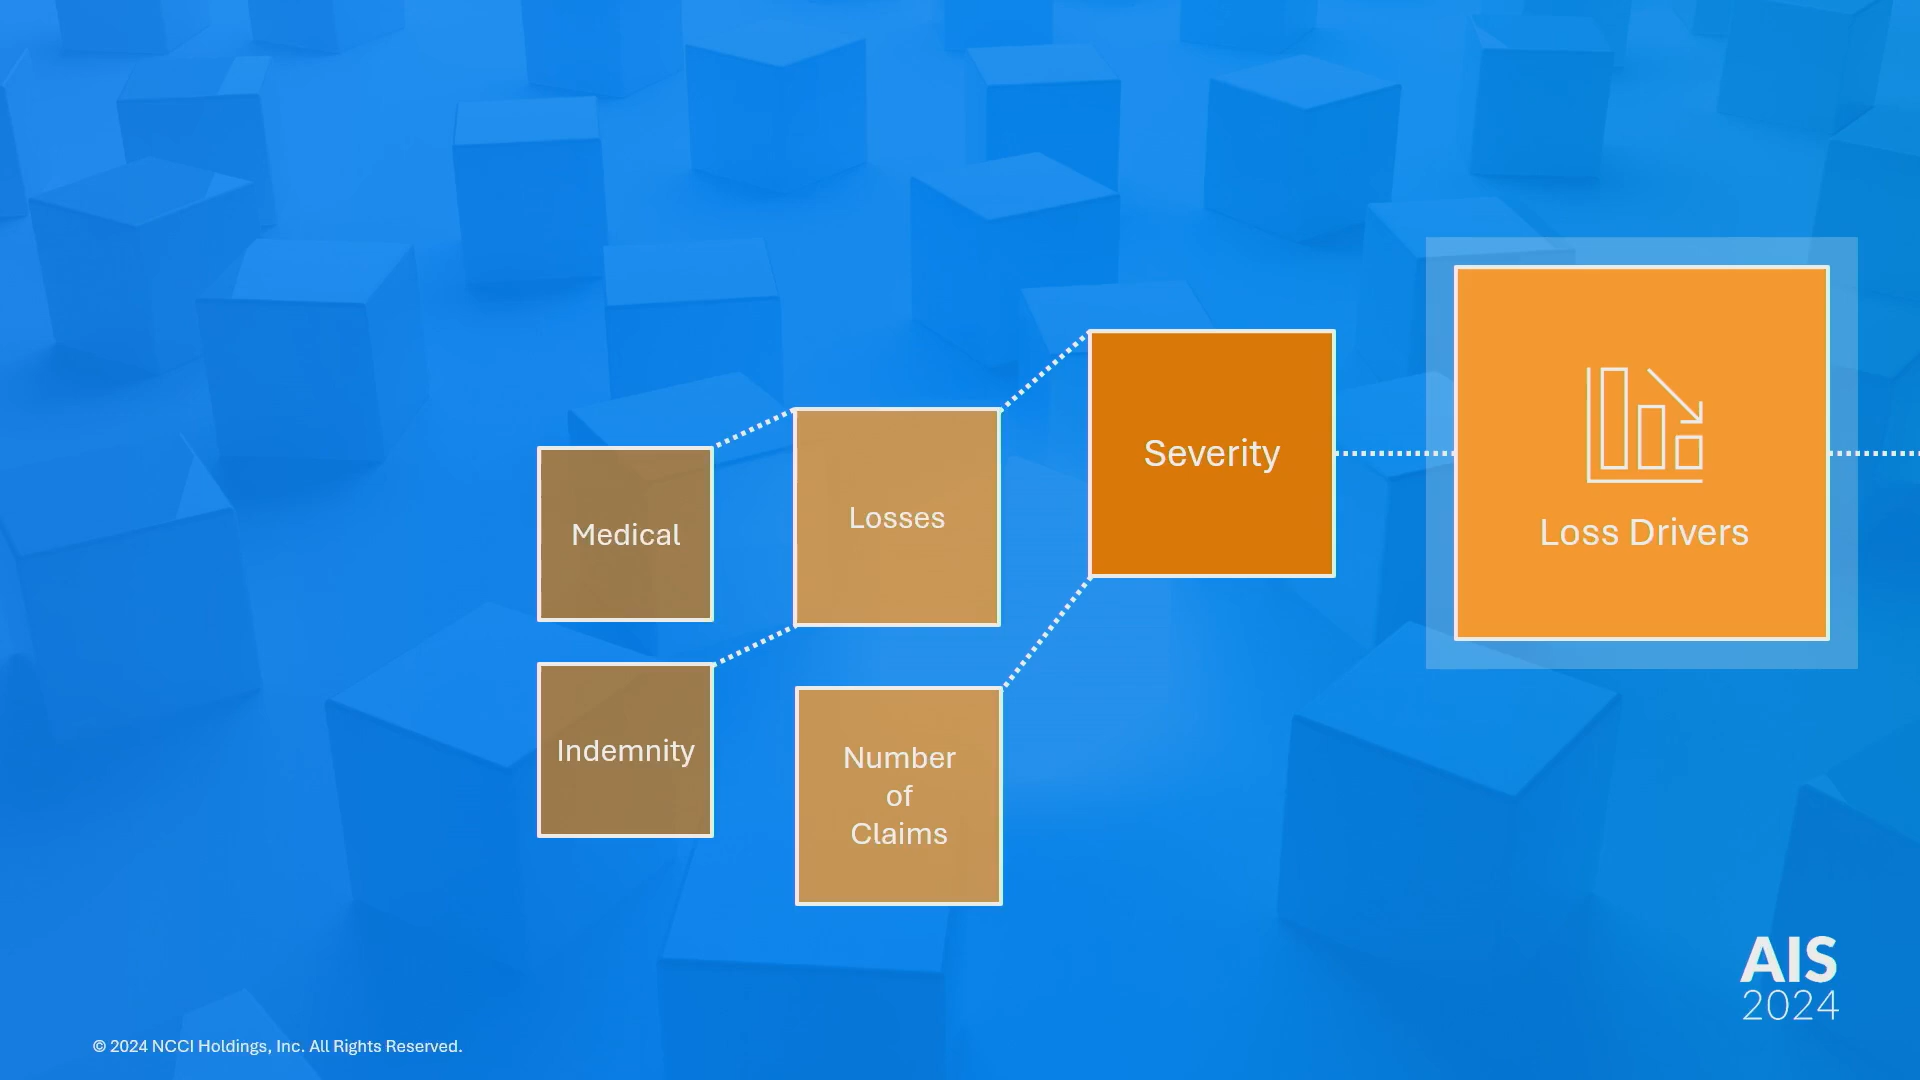 Severity
Losses
Medical
Loss Drivers
Indemnity
Number
of
Claims
AIS
2024
© 2024 NCCI Holdings, Inc. All Rights Reserved.